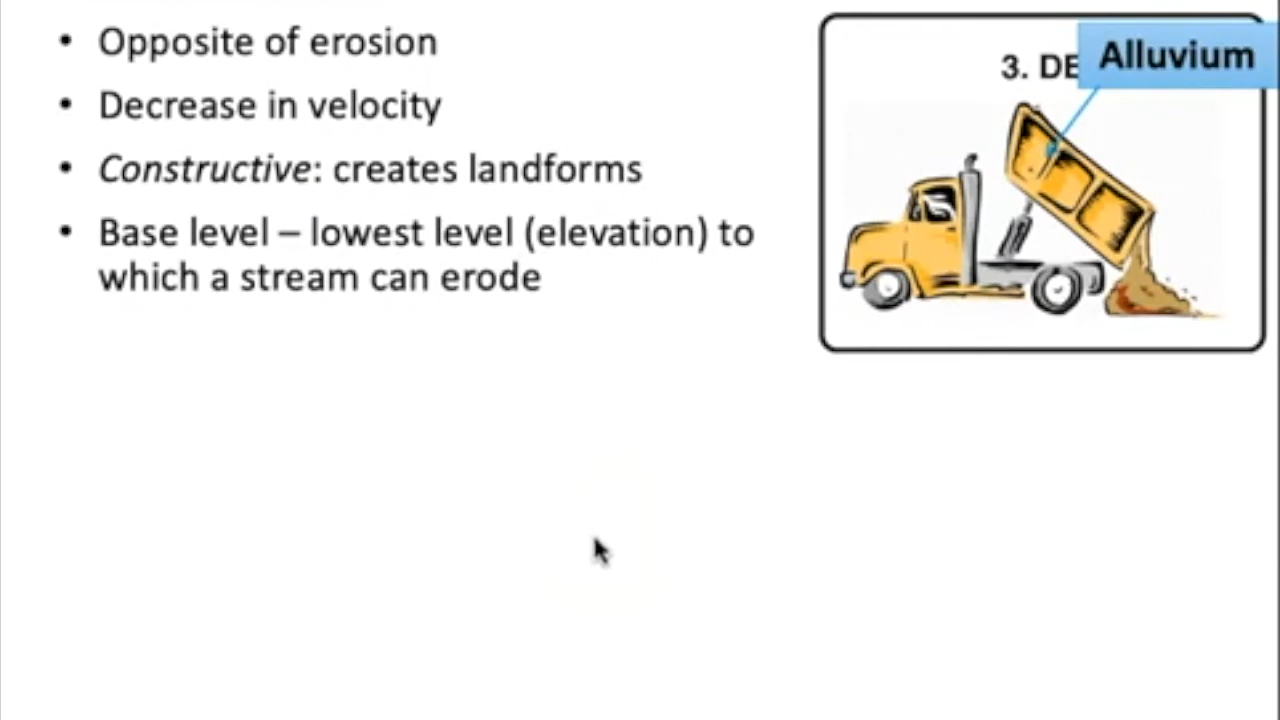 • Opposite of erosion
• Decrease in velocity
• Constructive: creates landforms
• Base level – lowest level (elevation) to
which a stream can erode
3. DE
Alluvium